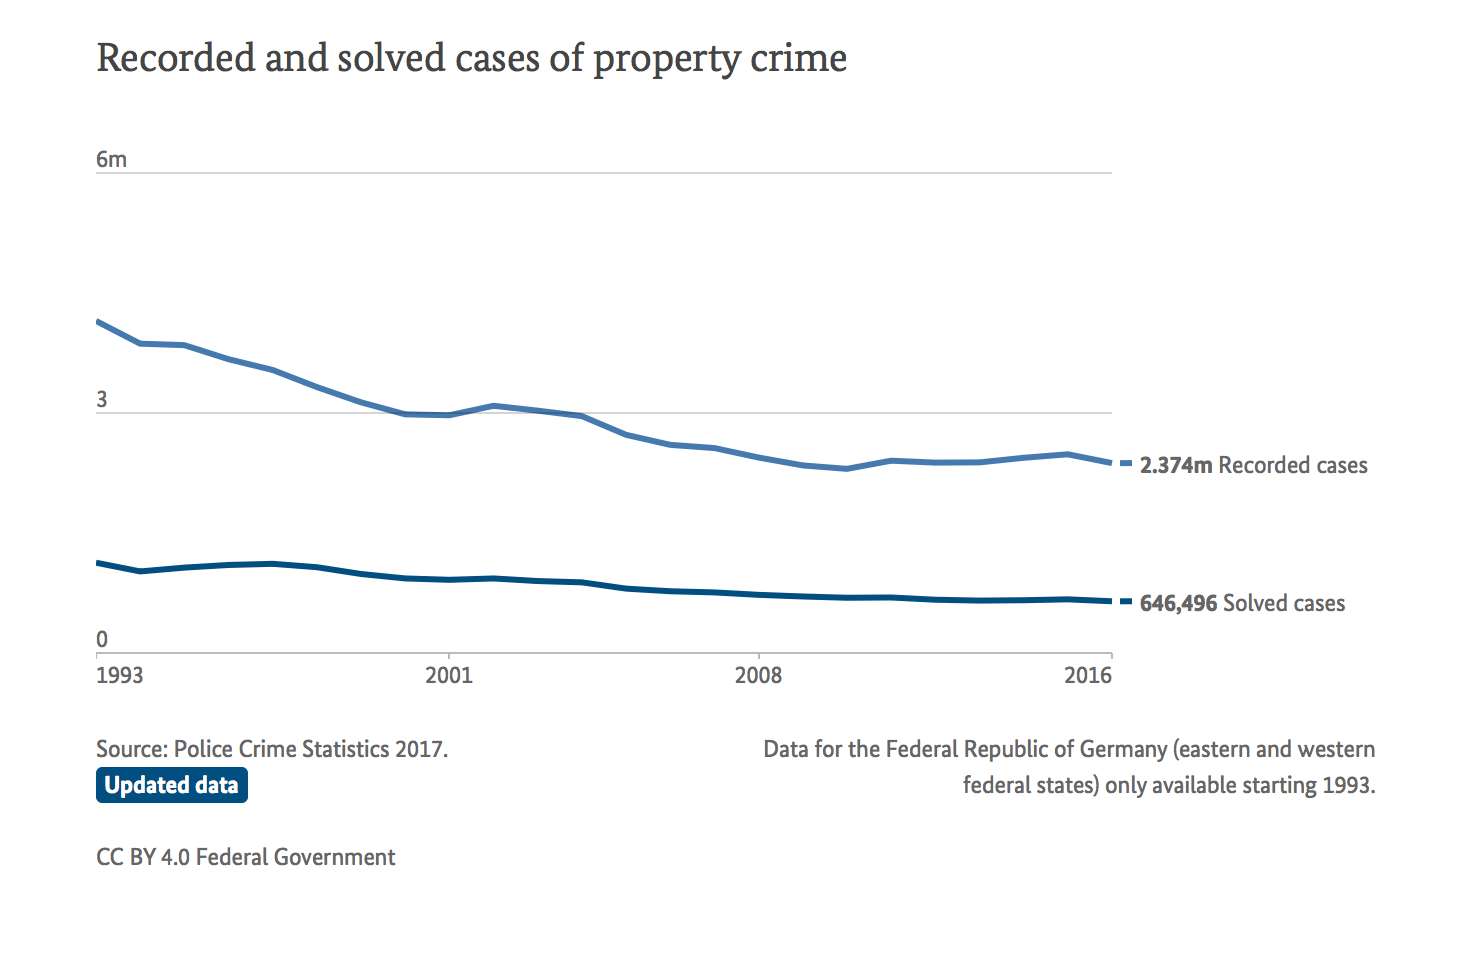 Recorded and solved cases of property crime
6m
3
2.374m Recorded cases
646,496 Solved cases
0
1993 2001 2008 2016
Source: Police Crime Statistics 2017.
Updated data
Data for the Federal Republic of Germany (eastern and western
federal states) only available starting 1993.
CC BY 4.0 Federal Government